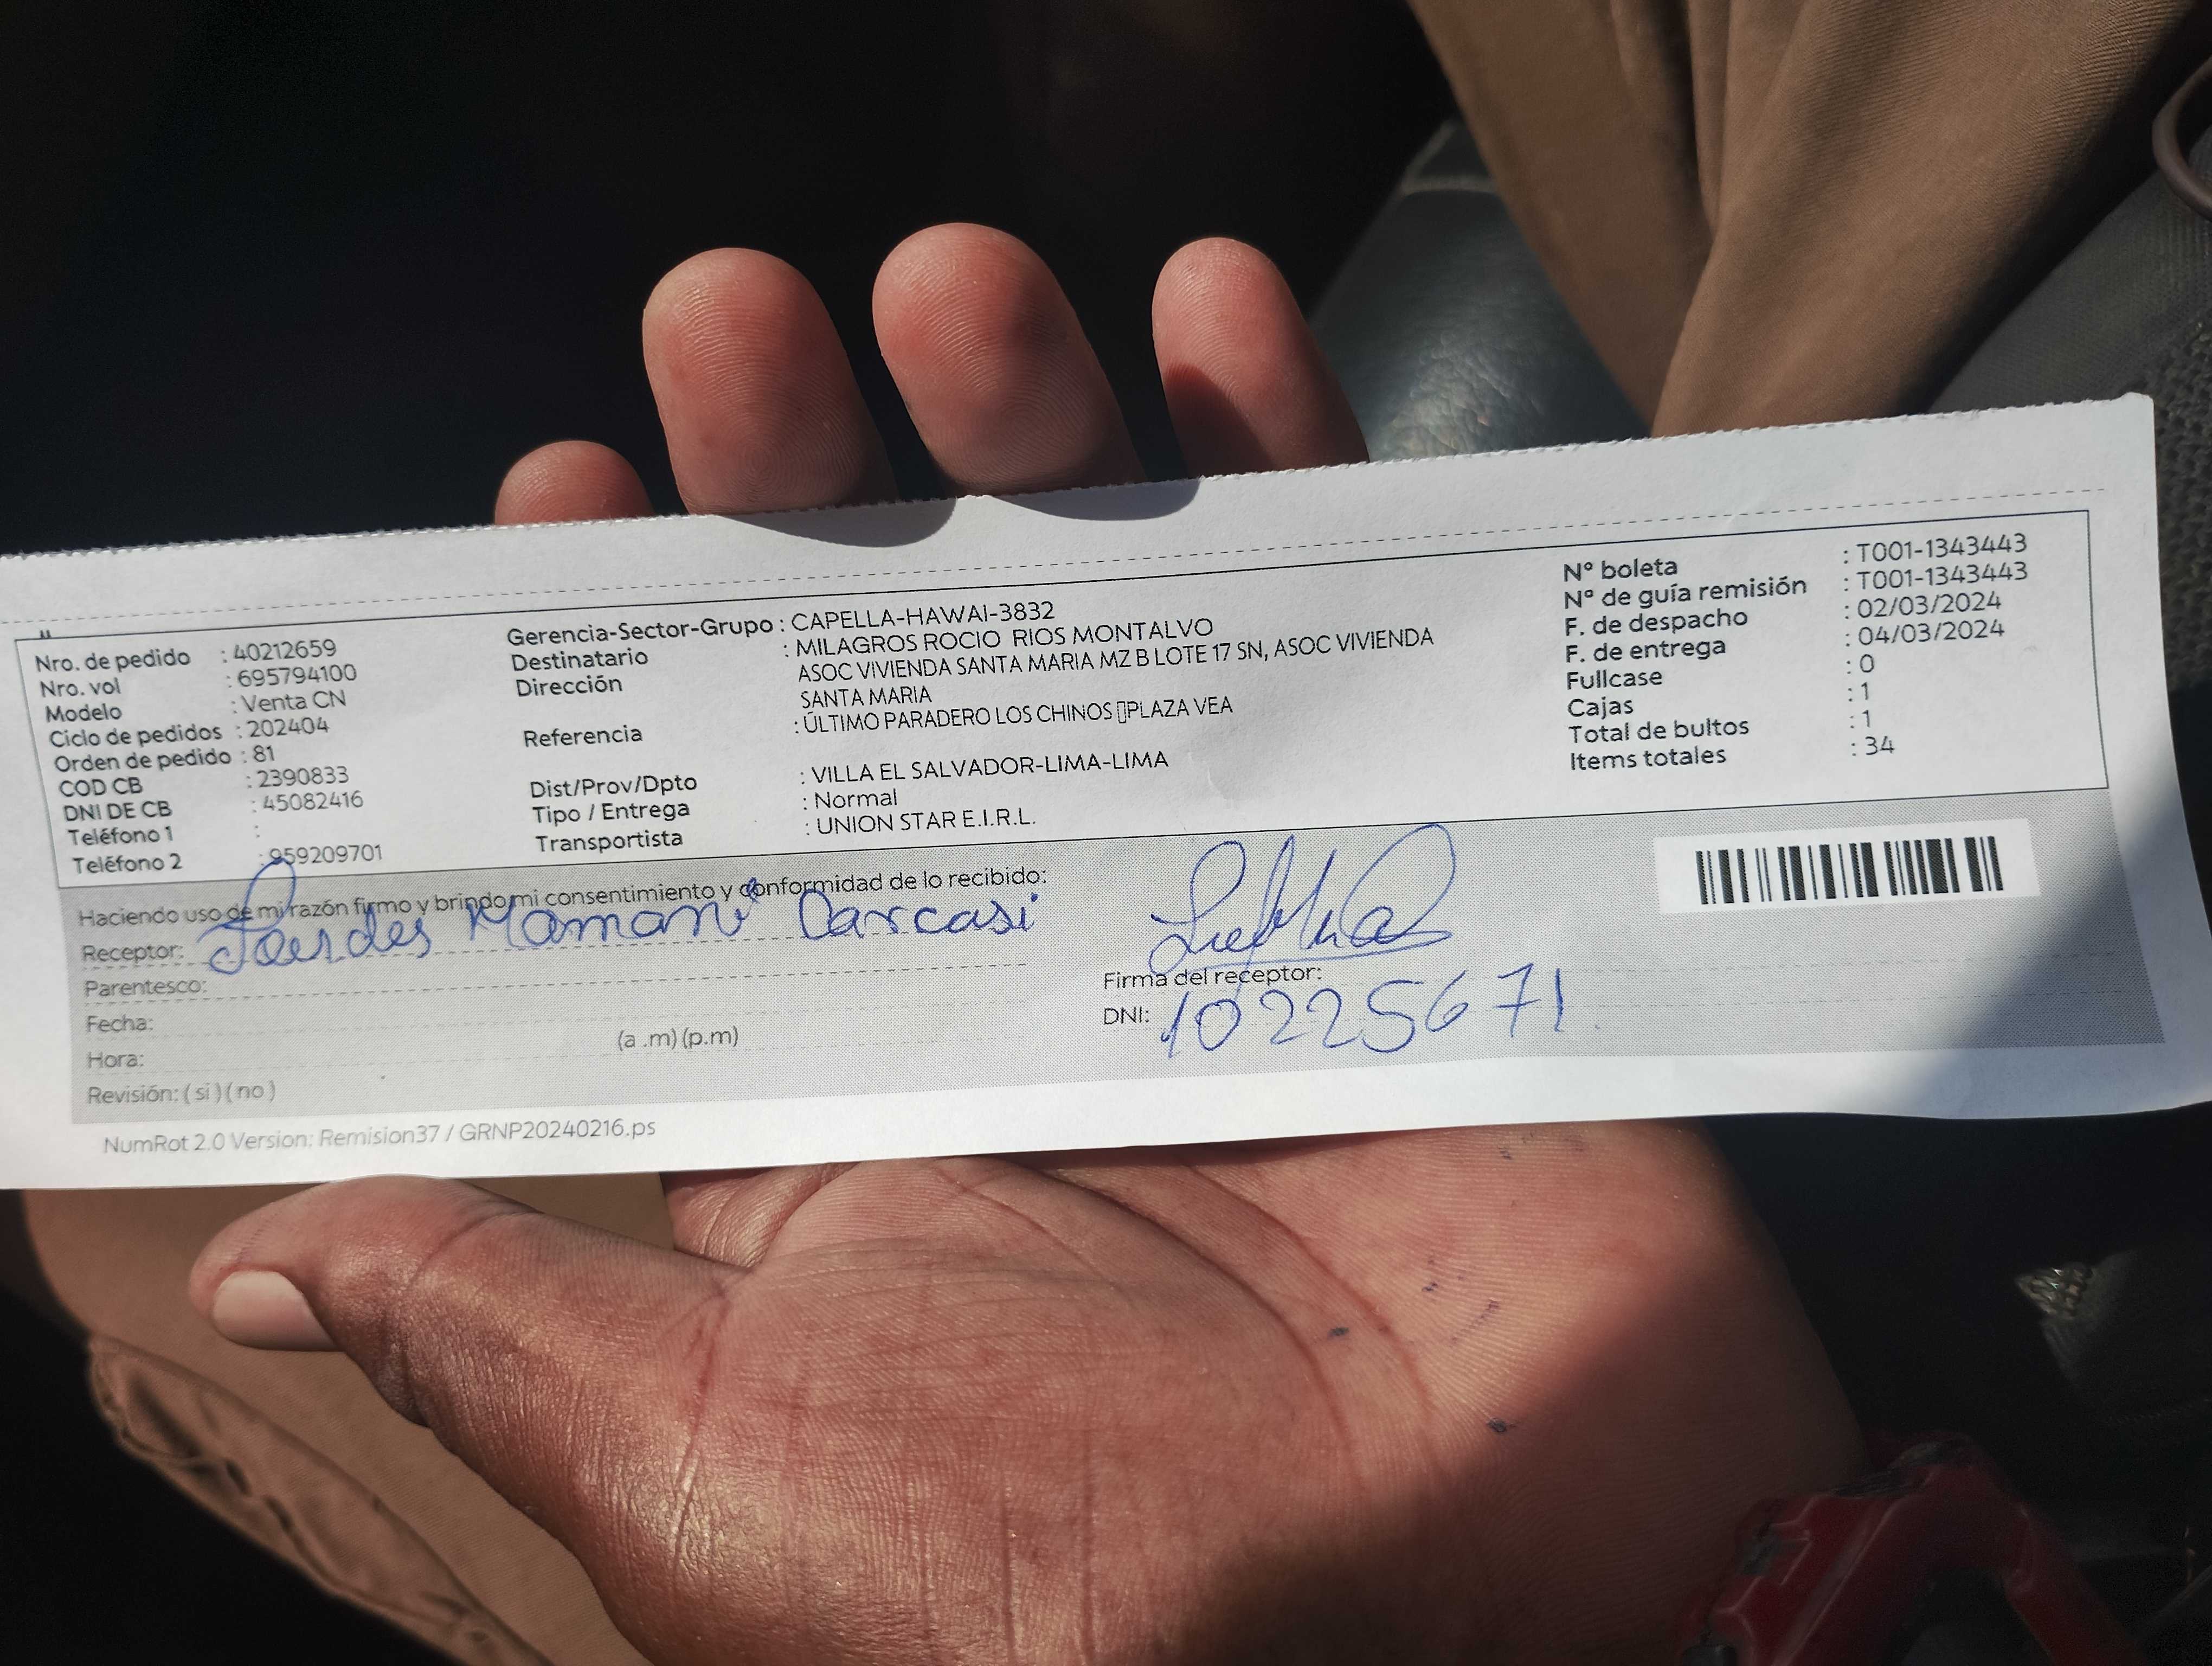 Nro. de pedido : 40212659
Nro. vol : 695794100
Modelo : Venta CN
Ciclo de pedidos : 202404
Orden de pedido : 81
COD CB : 2390833
DNI DE CB : 45082416
Teléfono 1 :
Teléfono 2 : 959209701
Gerencia-Sector-Grupo : CAPELLA-HAWAI-3832
Destinatario : MILAGROS ROCIO RIOS MONTALVO
Dirección ASOC VIVIENDA SANTA MARIA MZ B LOTE 17 SN, ASOC VIVIENDA
SANTA MARIA
Referencia : ÚLTIMO PARADERO LOS CHINOS ▯PLAZA VEA
Dist/Prov/Dpto : VILLA EL SALVADOR-LIMA-LIMA
Tipo / Entrega : Normal
Transportista : UNION STAR E.I.R.L.
Nº boleta : T001-1343443
Nº de guía remisión : T001-1343443
F. de despacho : 02/03/2024
F. de entrega : 04/03/2024
Fullcase : 0
Cajas : 1
Total de bultos : 1
Items totales : 34
Haciendo uso de mi razón firmo y brindo mi consentimiento y conformidad de lo recibido:
Receptor: Lourdes Mamani Carcasi
Parentesco:
Fecha:
Hora: (a .m) (p.m)
Revisión: ( si ) ( no )
Firma del receptor:
DNI: 10225671
NumRot 2.0 Version: Remision37 / GRNP20240216.ps